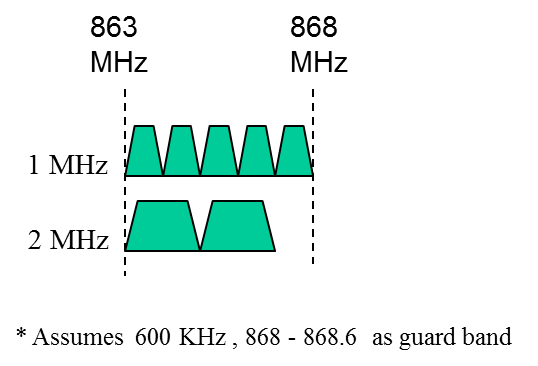 863 868
MHz MHz
1 MHz
2 MHz
* Assumes 600 KHz , 868 - 868.6 as guard band